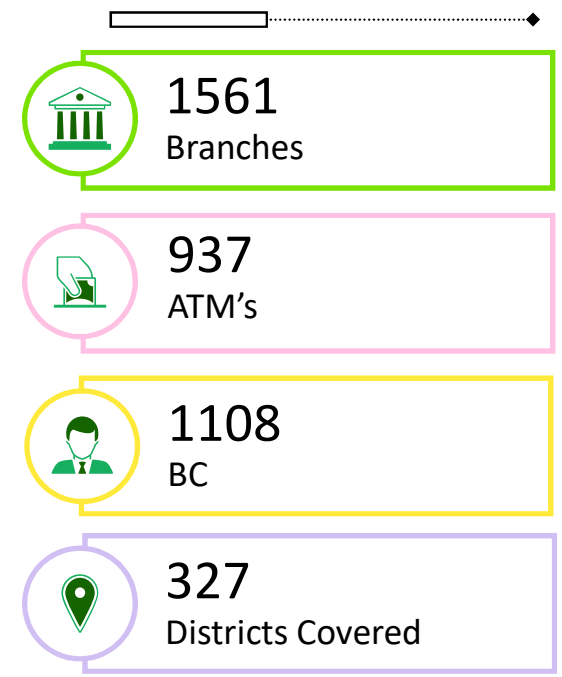 1561
Branches
937
ATM’s
1108
BC
327
Districts Covered